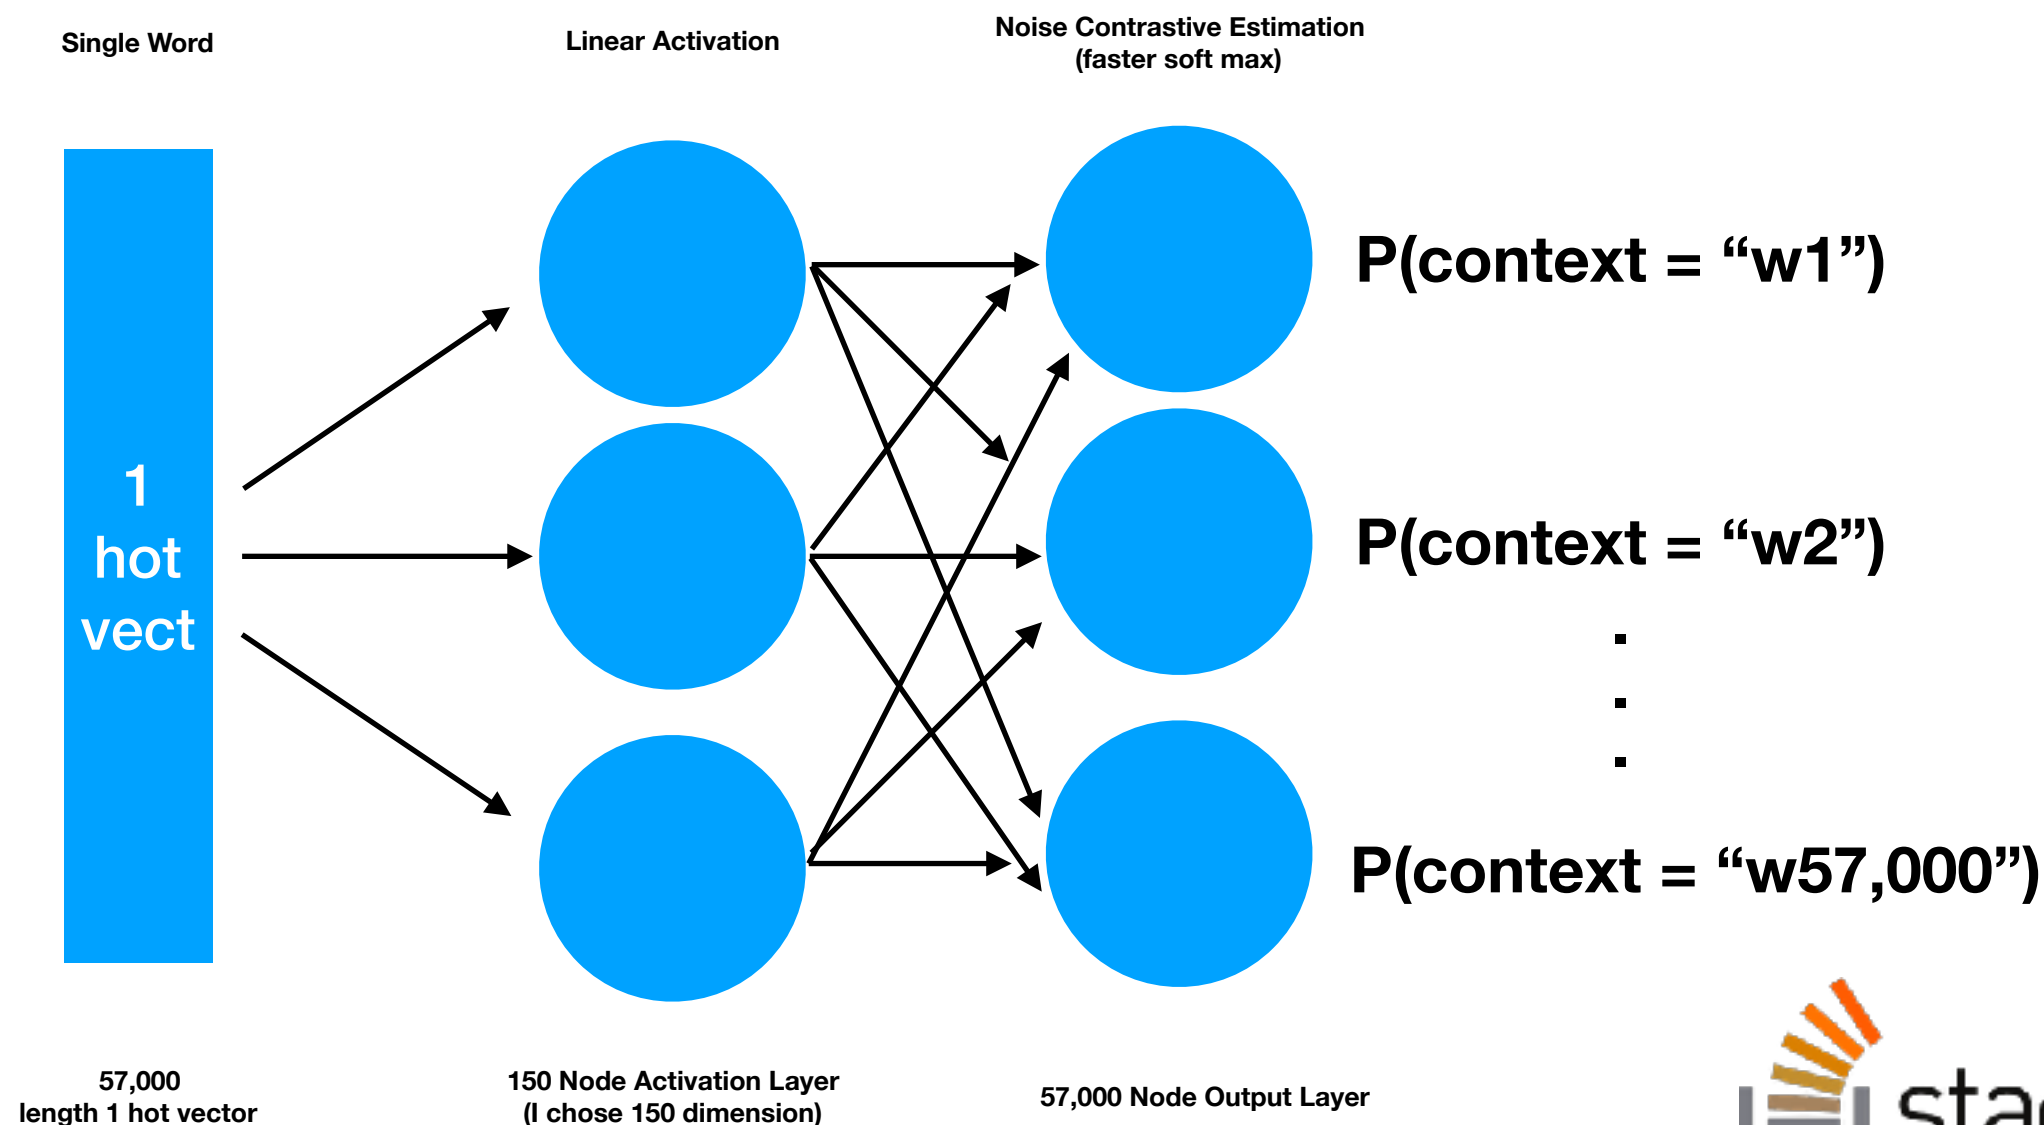 Single Word
Linear Activation
Noise Contrastive Estimation
(faster soft max)
1
hot
vect
P(context = “w1”)
P(context = “w2”)
.
.
.
P(context = “w57,000”)
57,000
length 1 hot vector
150 Node Activation Layer
(I chose 150 dimension)
57,000 Node Output Layer